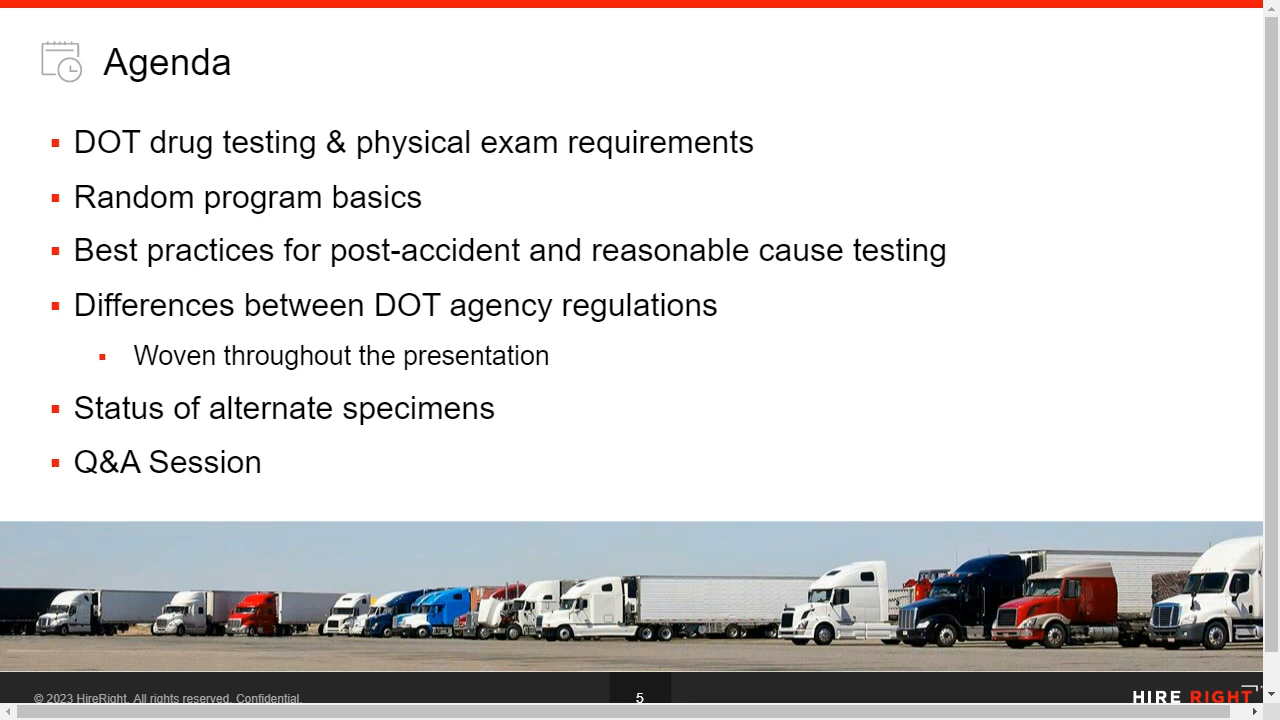 Agenda
DOT drug testing & physical exam requirements
Random program basics
Best practices for post-accident and reasonable cause testing
Differences between DOT agency regulations
Woven throughout the presentation
Status of alternate specimens
Q&A Session
© 2023 HireRight. All rights reserved. Confidential.
5
HIRE RIGHT